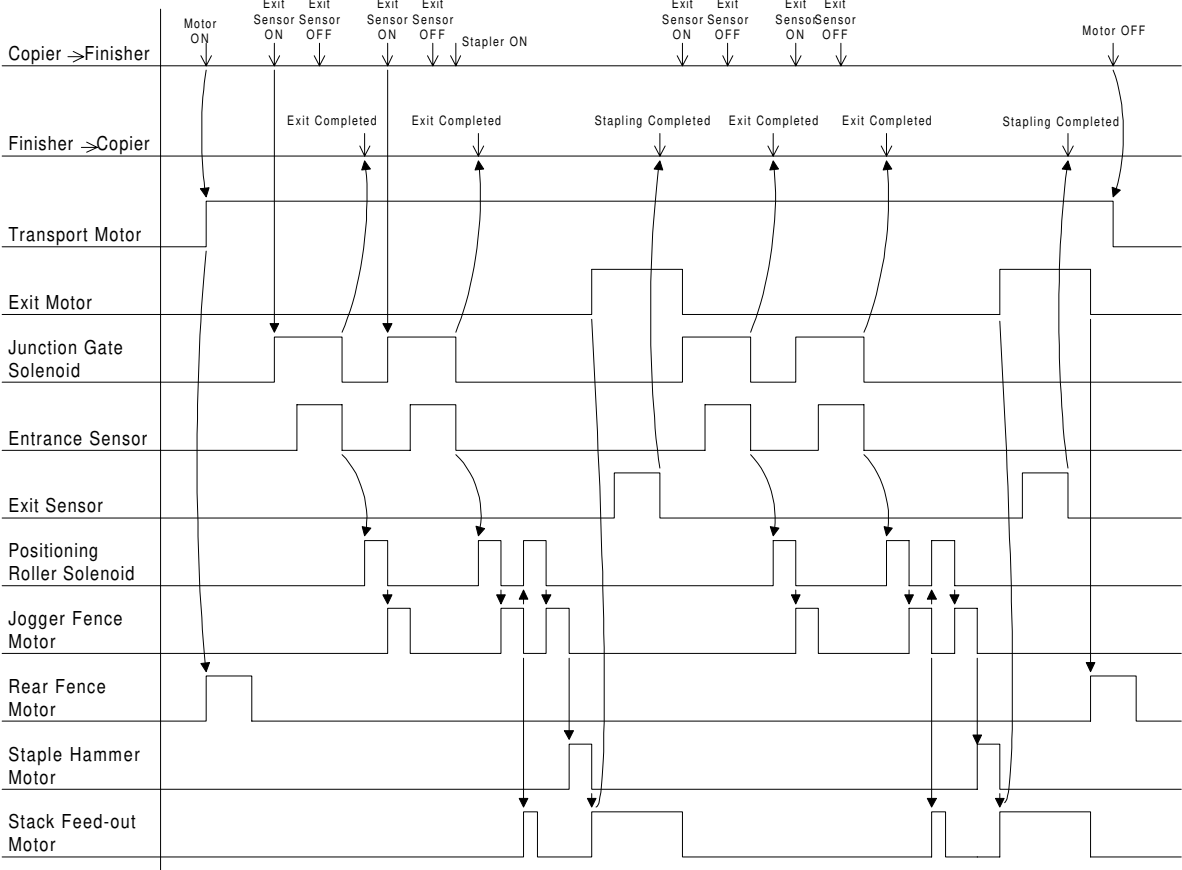 Exit Exit Exit Exit Exit Exit Exit Exit
Motor Sensor Sensor Sensor Sensor Sensor Sensor Sensor Sensor
ON ON OFF ON OFF Stapler ON ON OFF ON OFF Motor OFF
Copier → Finisher
Exit Completed Exit Completed Stapling Completed Exit Completed Exit Completed Stapling Completed
Finisher → Copier
Transport Motor
Exit Motor
Junction Gate
Solenoid
Entrance Sensor
Exit Sensor
Positioning
Roller Solenoid
Jogger Fence
Motor
Rear Fence
Motor
Staple Hammer
Motor
Stack Feed-out
Motor